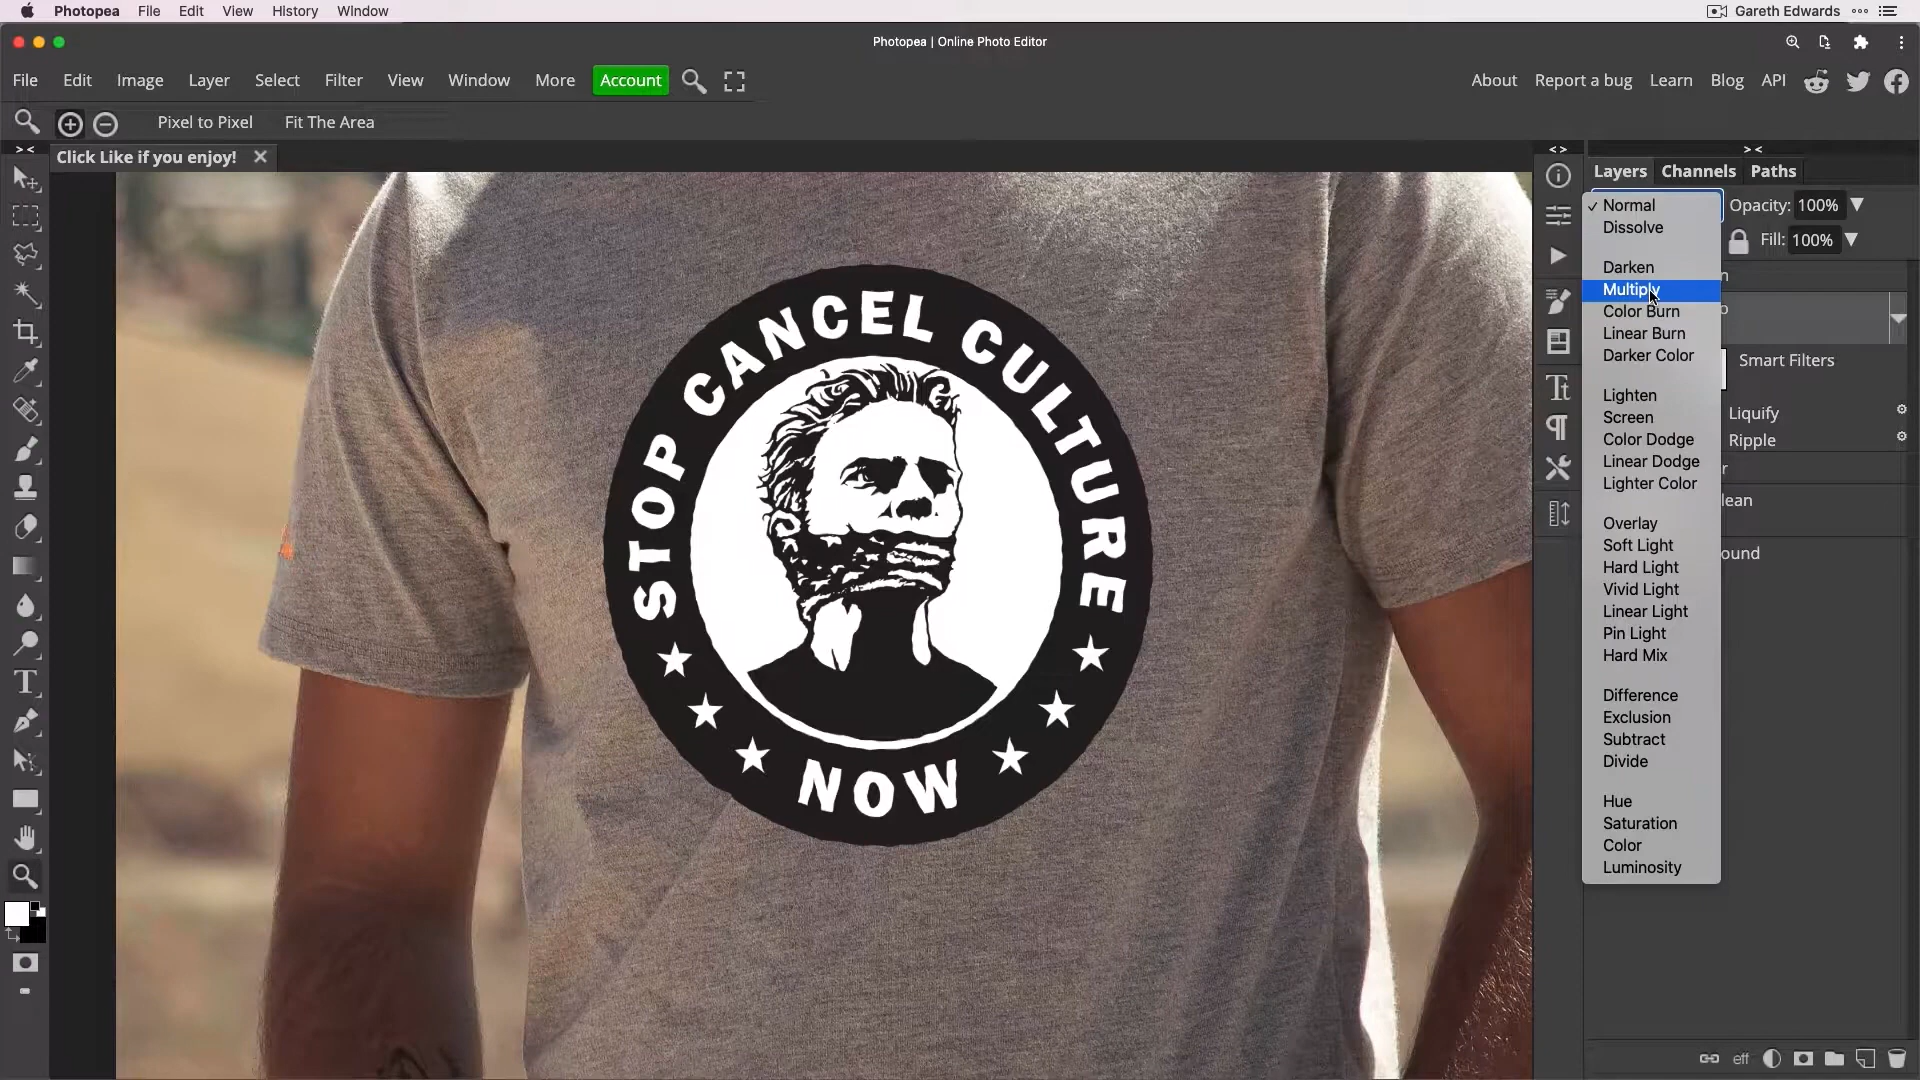 Photopea File Edit View History Window Gareth Edwards
Photopea | Online Photo Editor
File Edit Image Layer Select Filter View Window More Account About Report a bug Learn Blog API
Pixel to Pixel Fit The Area
Click Like if you enjoy!
Layers Channels Paths
✓ Normal
Opacity: 100%
Dissolve
Fill: 100%
Darken
Multiply
Color Burn
Linear Burn
Darker Color
Smart Filters
Lighten
Liquify
Screen
Ripple
Color Dodge
Linear Dodge
Lighter Color
lean
Overlay
Soft Light
ound
Hard Light
Vivid Light
Linear Light
Pin Light
Hard Mix
Difference
Exclusion
Subtract
Divide
Hue
Saturation
Color
Luminosity
eff
STOP CANCEL CULTURE
NOW